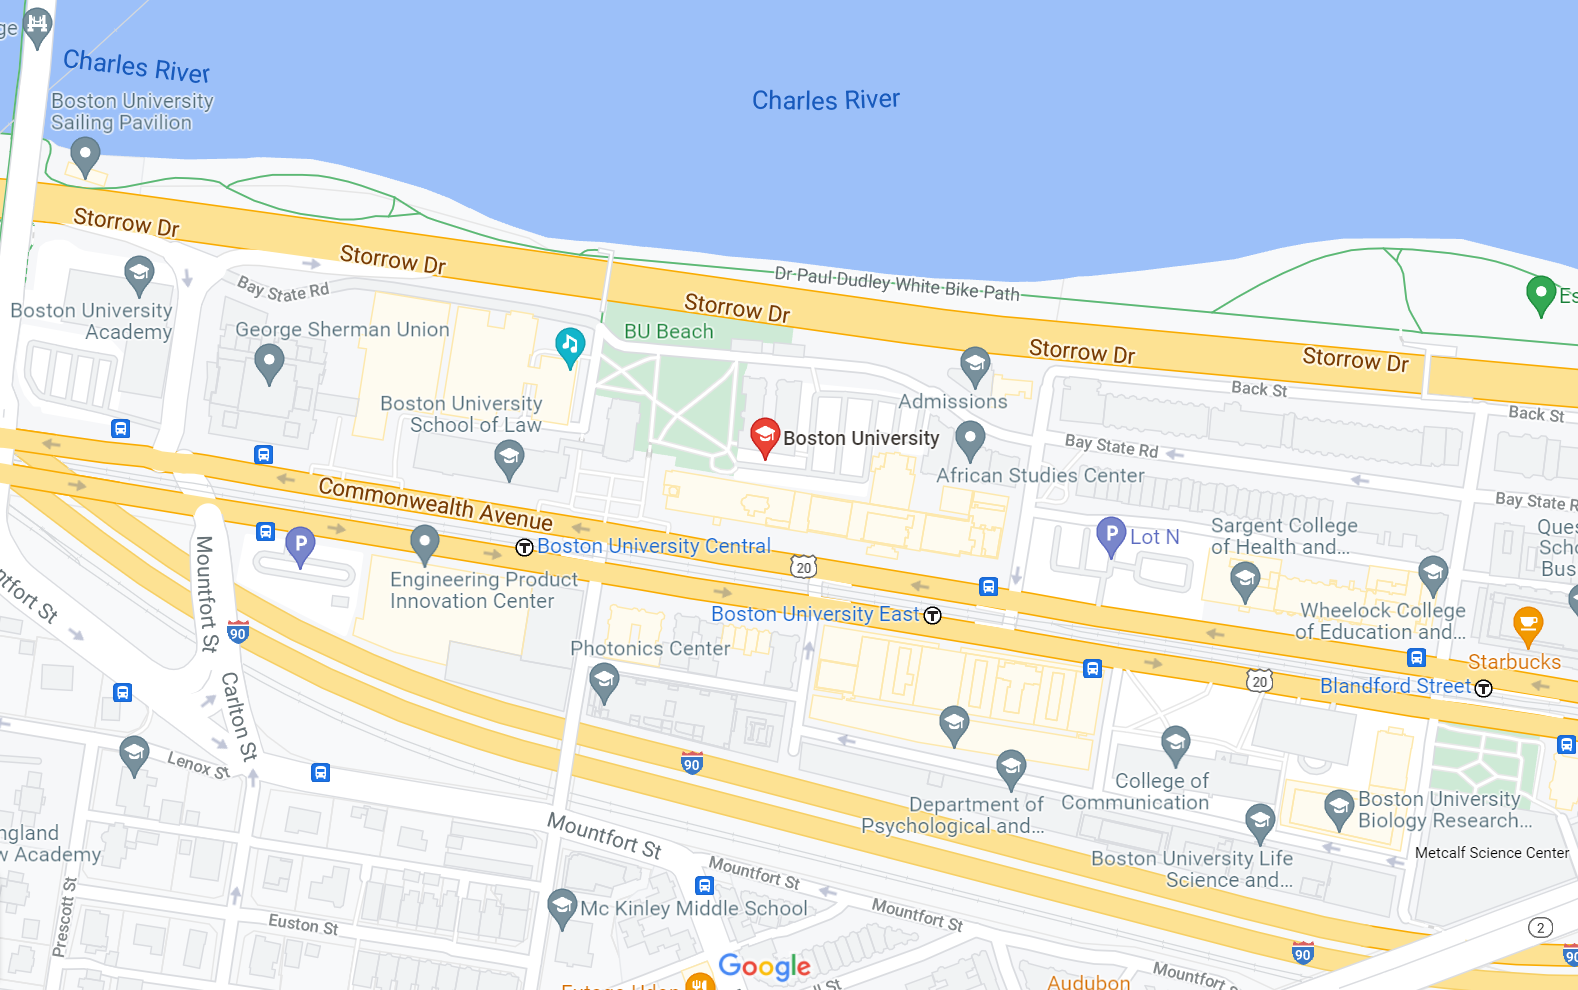 ge
Charles River
Boston University
Sailing Pavilion
Charles River
Storrow Dr
Storrow Dr
Dr Paul Dudley White Bike Path
Storrow Dr
Es
Boston University
Academy
Bay State Rd
George Sherman Union
BU Beach
Storrow Dr
Storrow Dr
Back St
Back St
Boston University
School of Law
Admissions
Boston University
Bay State Rd
African Studies Center
Bay State R
Commonwealth Avenue
Sargent College
of Health and...
Ques
Scho
Bus
P
Lot N
P
Boston University Central
20
Mountfort St
ntfort St
Engineering Product
Innovation Center
90
Boston University East
Wheelock College
of Education and...
Photonics Center
Starbucks
20
Blandford Street
Carlton St
Lenox St
90
College of
Communication
Department of
Psychological and...
Boston University
Biology Research...
Mountfort St
ngland
w Academy
Boston University Life
Science and...
Metcalf Science Center
Mountfort St
Prescott St
Euston St
Mc Kinley Middle School
Mountfort St
2
90
90
Google
Mountfort S
Audubon
ll St